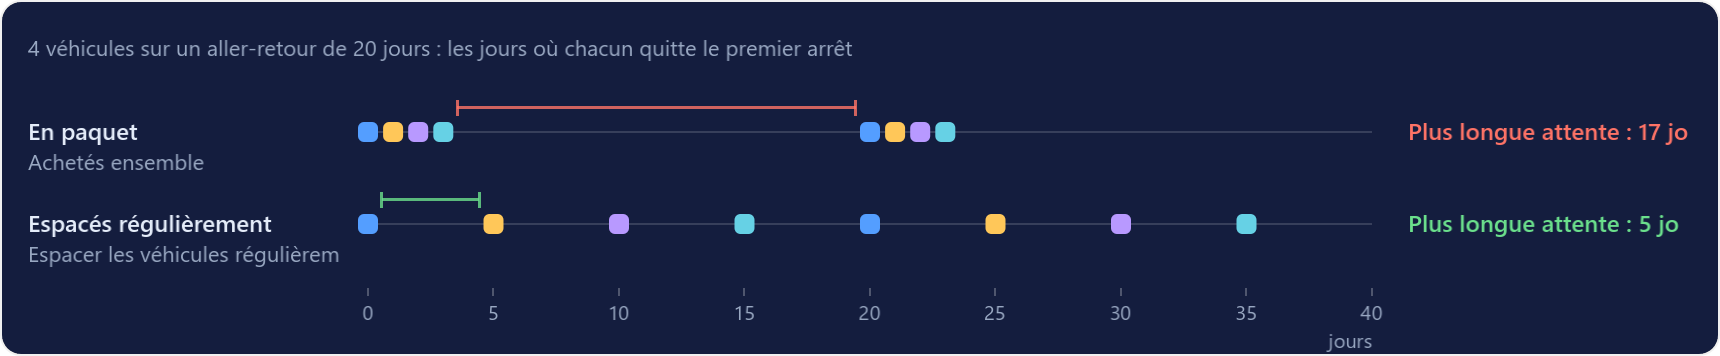 4 véhicules sur un aller-retour de 20 jours : les jours où chacun quitte le premier arrêt
En paquet
Achetés ensemble
Plus longue attente : 17 jo
Espacés régulièrement
Espacer les véhicules régulièrem
Plus longue attente : 5 jo
0 5 10 15 20 25 30 35 40
jours